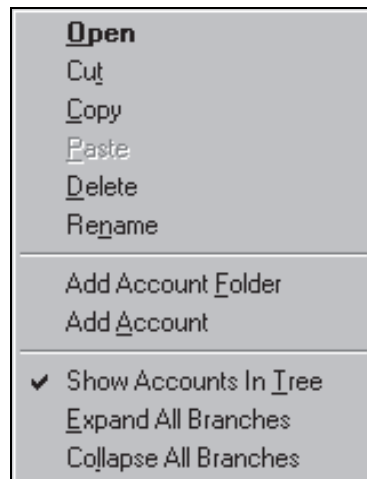 Open
Cut
Copy
Paste
Delete
Rename
Add Account Folder
Add Account
Show Accounts In Tree
Expand All Branches
Collapse All Branches